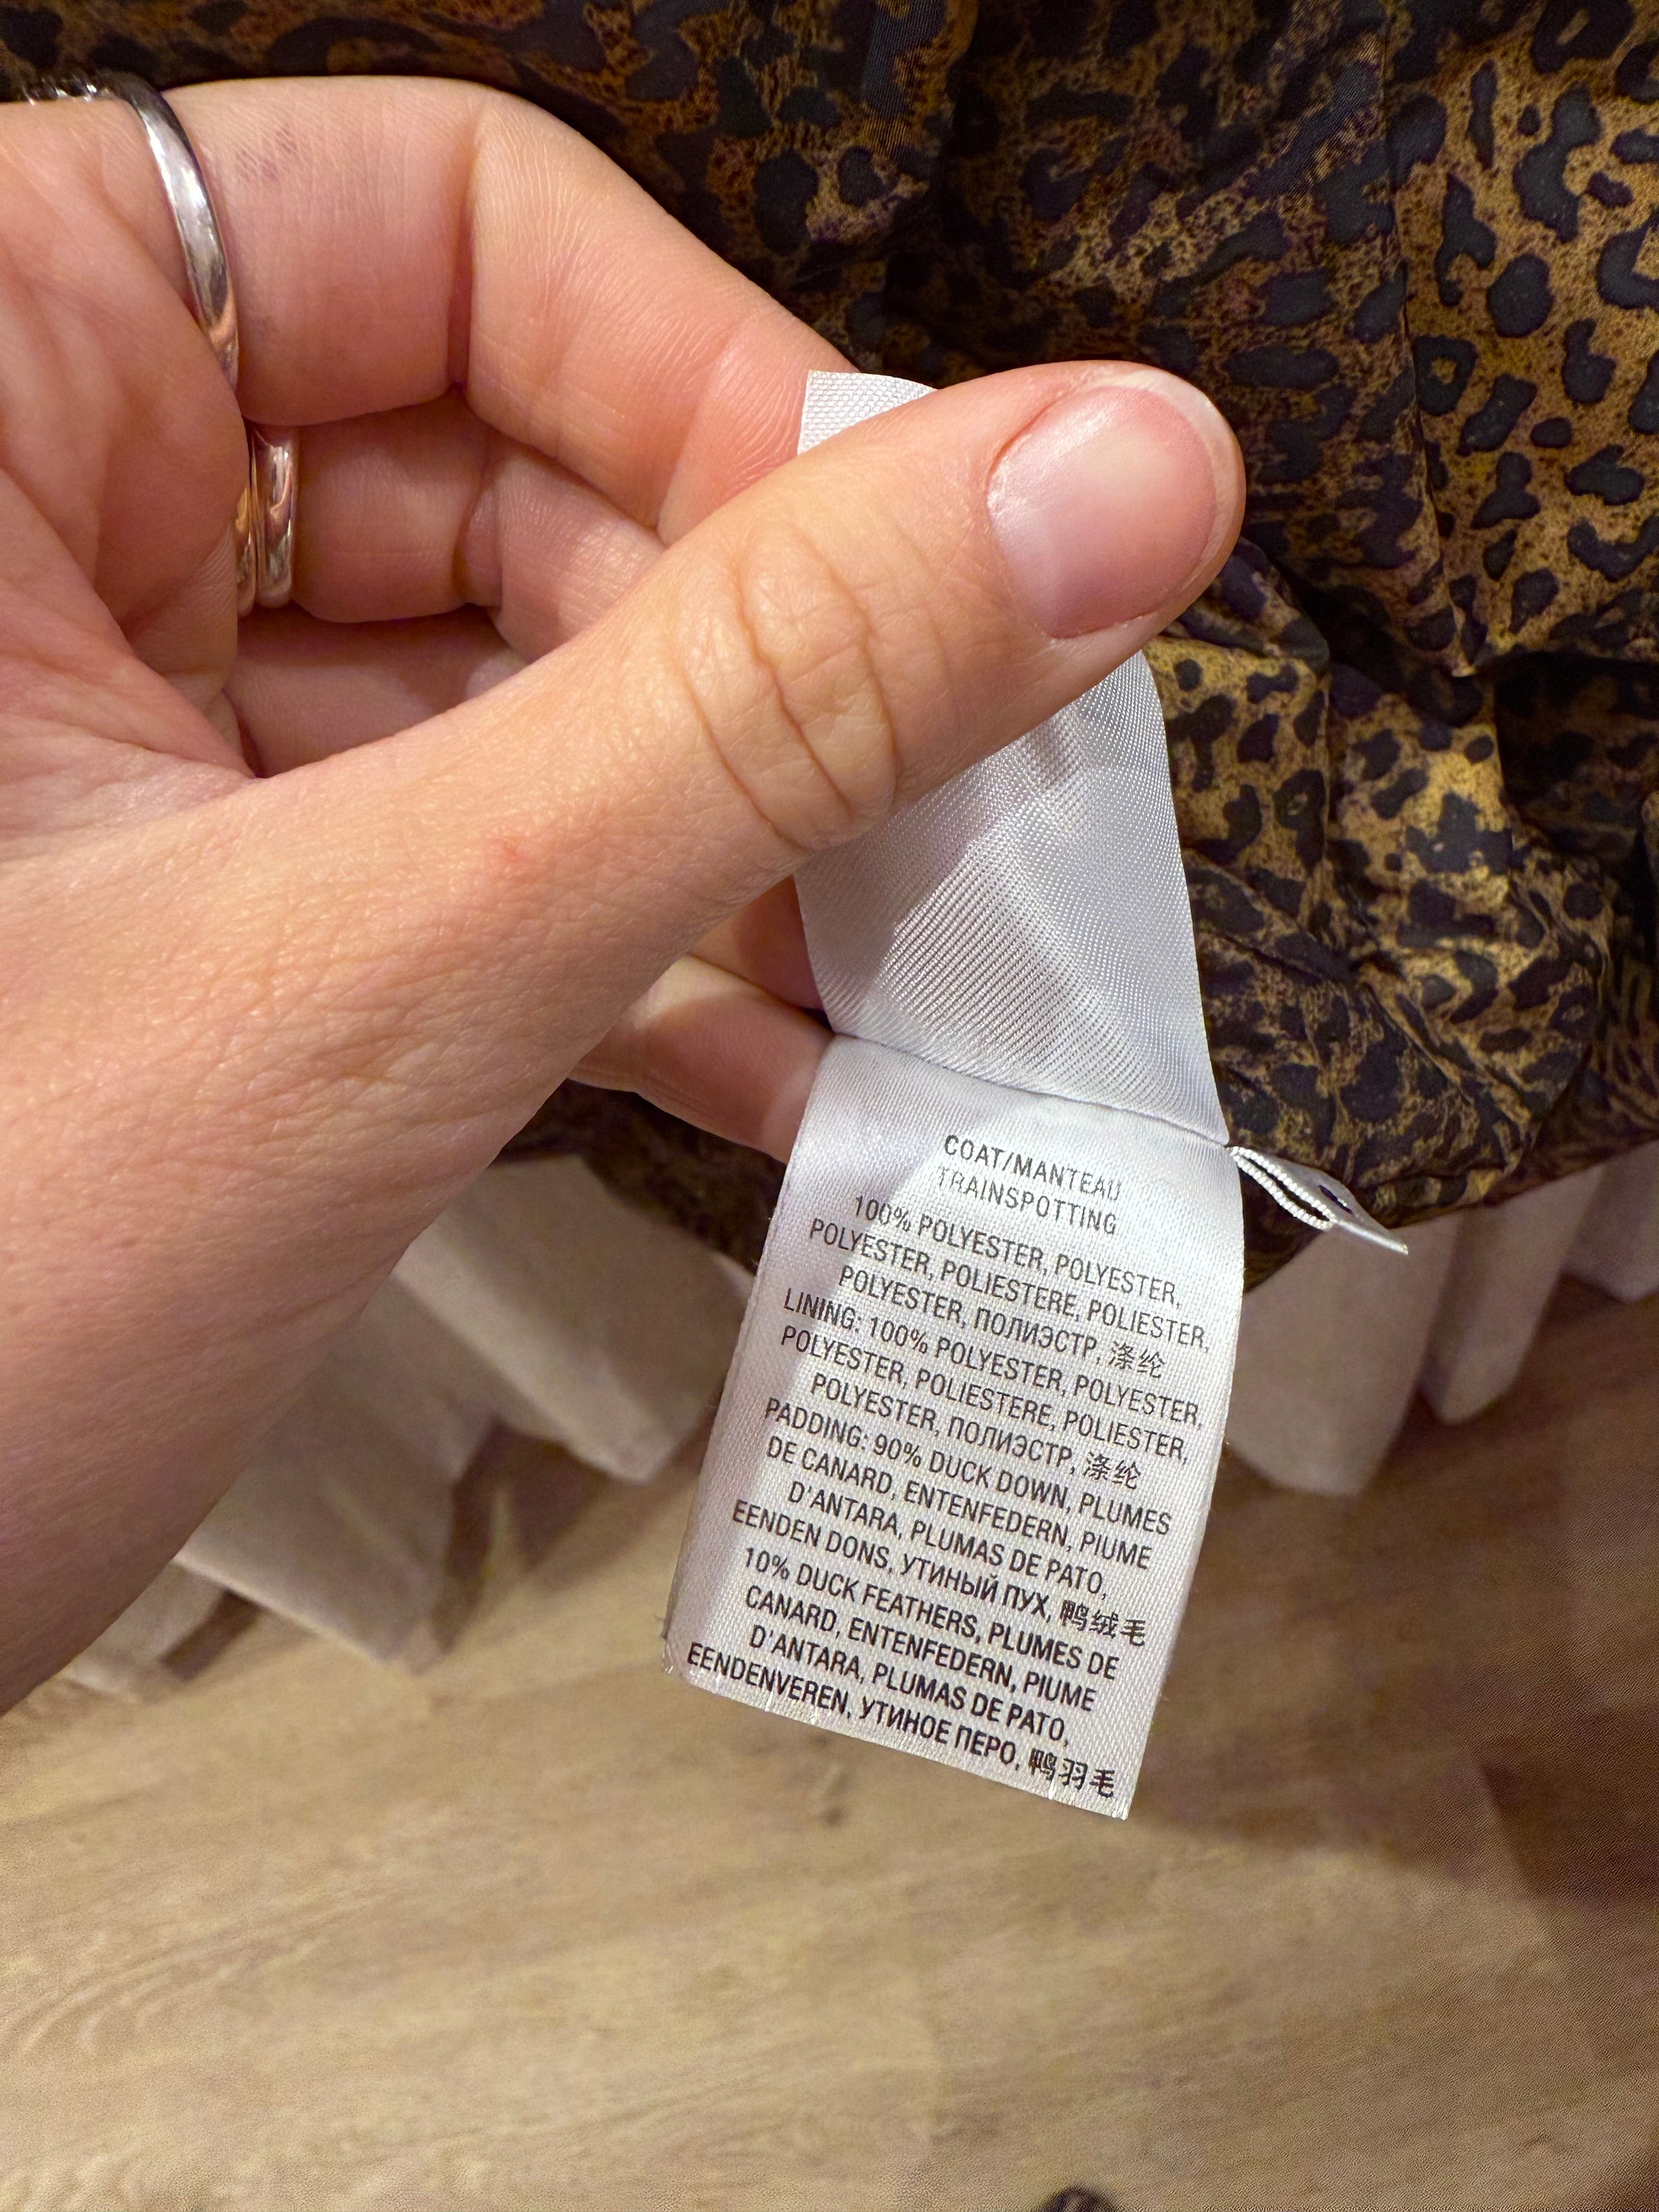 COAT/MANTEAU
TRAINSPOTTING
100% POLYESTER, POLYESTER,
POLYESTER, POLIESTERE, POLIESTER,
POLYESTER, ПОЛИЭСТР, 涤纶
LINING: 100% POLYESTER, POLYESTER,
POLYESTER, POLIESTERE, POLIESTER,
POLYESTER, ПОЛИЭСТР, 涤纶
PADDING: 90% DUCK DOWN, PLUMES
DE CANARD, ENTENFEDERN, PIUME
D'ANTARA, PLUMAS DE PATO,
EENDEN DONS, УТИНЫЙ ПУХ, 鸭绒毛
10% DUCK FEATHERS, PLUMES DE
CANARD, ENTENFEDERN, PIUME
D'ANTARA, PLUMAS DE PATO,
EENDENVEREN, УТИНОЕ ПЕРО, 鸭羽毛